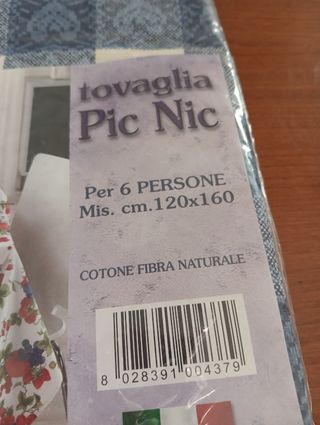 tovaglia
Pic Nic
Per 6 PERSONE
Mis. cm.120x160
COTONE FIBRA NATURALE
8 028391 004379